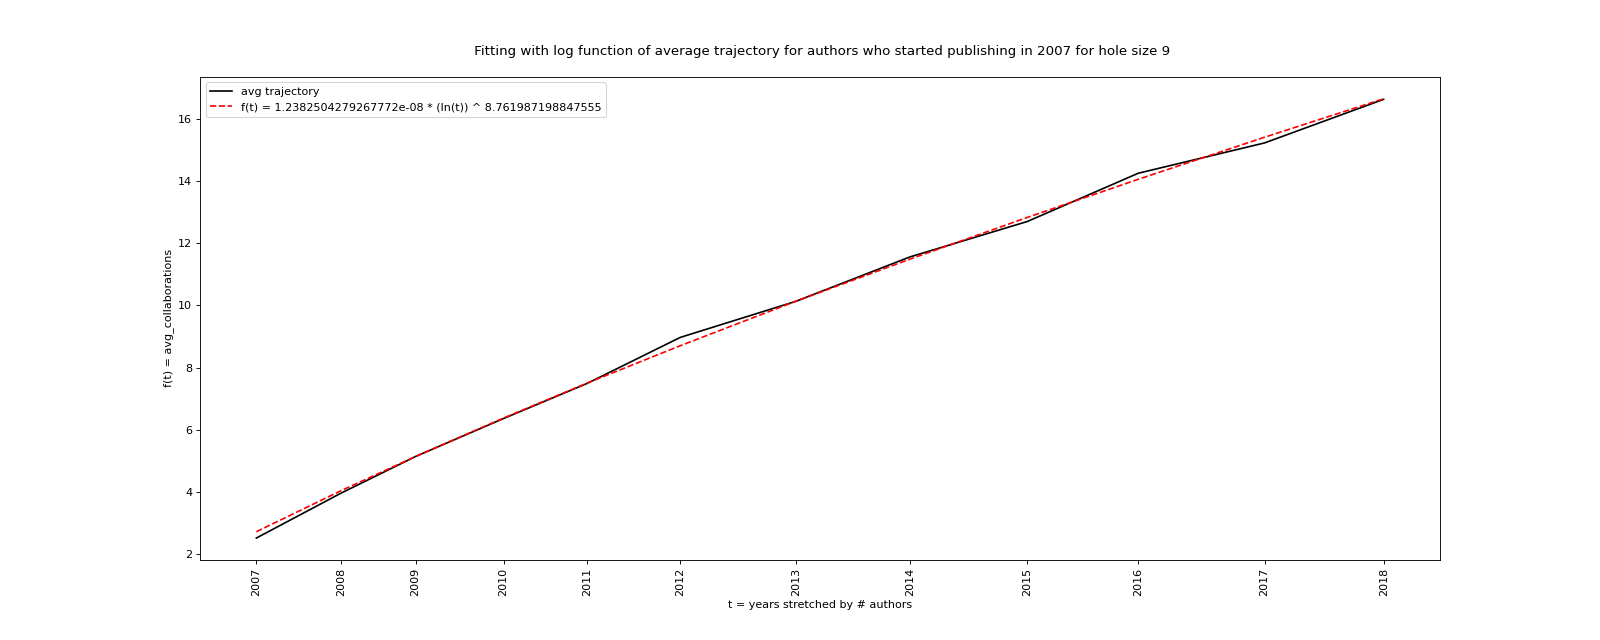 Fitting with log function of average trajectory for authors who started publishing in 2007 for hole size 9
avg trajectory
f(t) = 1.2382504279267772e-08 * (ln(t)) ^ 8.761987198847555
f(t) = avg_collaborations
16
14
12
10
8
6
4
2
2007 2008 2009 2010 2011 2012 2013 2014 2015 2016 2017 2018
t = years stretched by # authors